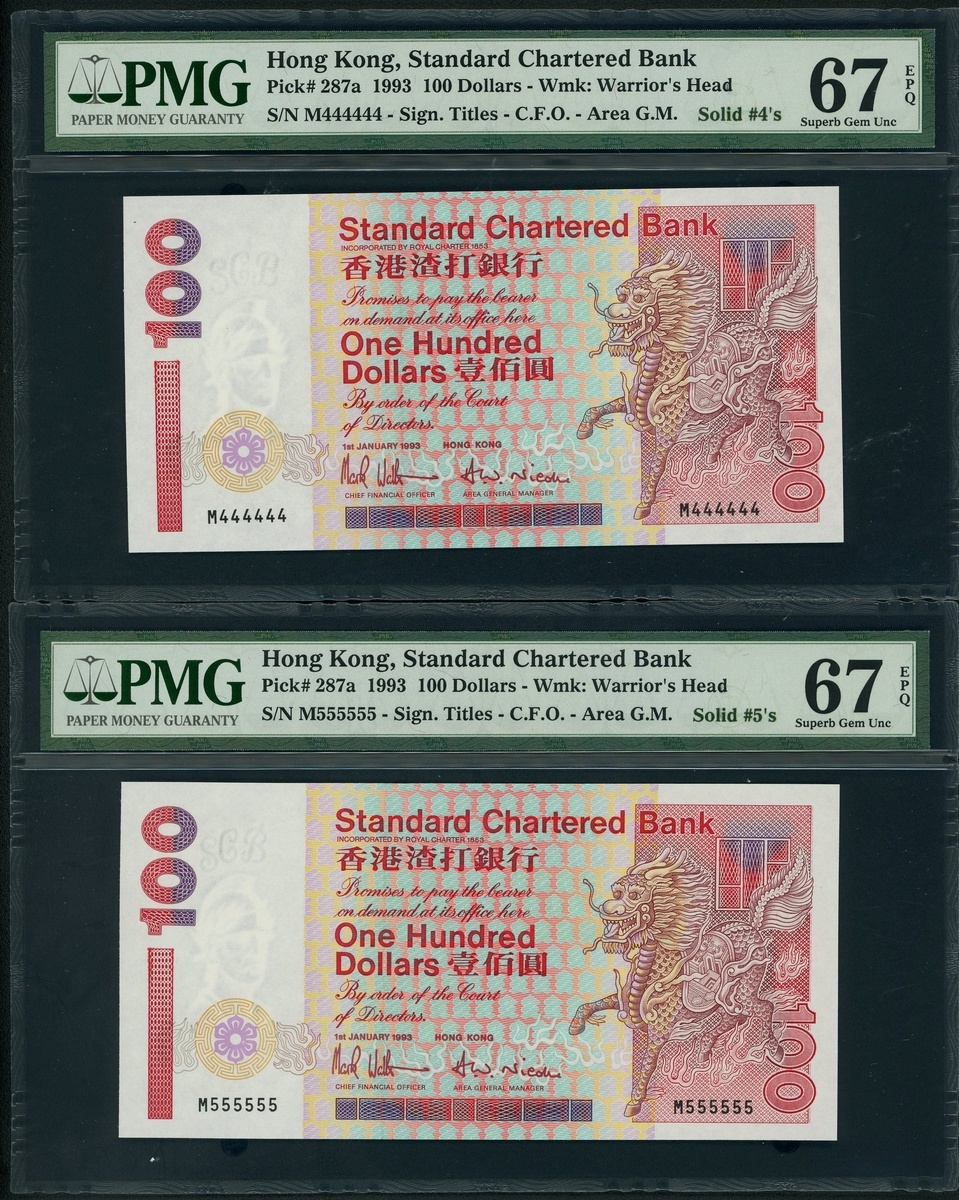 PMG
PAPER MONEY GUARANTY
Hong Kong, Standard Chartered Bank
Pick# 287a 1993 100 Dollars - Wmk: Warrior's Head
S/N M444444 - Sign. Titles - C.F.O. - Area G.M. Solid #4's
67 EPQ
Superb Gem Unc
100
SCB
Standard Chartered Bank
INCORPORATED BY ROYAL CHARTER 1853
香港渣打銀行
Promises to pay the bearer
on demand at its office here
One Hundred
Dollars 壹佰圓
By order of the Court
of Directors.
1st JANUARY 1993 HONG KONG
CHIEF FINANCIAL OFFICER AREA GENERAL MANAGER
M444444
M444444
100
PMG
PAPER MONEY GUARANTY
Hong Kong, Standard Chartered Bank
Pick# 287a 1993 100 Dollars - Wmk: Warrior's Head
S/N M555555 - Sign. Titles - C.F.O. - Area G.M. Solid #5's
67 EPQ
Superb Gem Unc
100
SCB
Standard Chartered Bank
INCORPORATED BY ROYAL CHARTER 1853
香港渣打銀行
Promises to pay the bearer
on demand at its office here
One Hundred
Dollars 壹佰圓
By order of the Court
of Directors.
1st JANUARY 1993 HONG KONG
CHIEF FINANCIAL OFFICER AREA GENERAL MANAGER
M555555
M555555
100